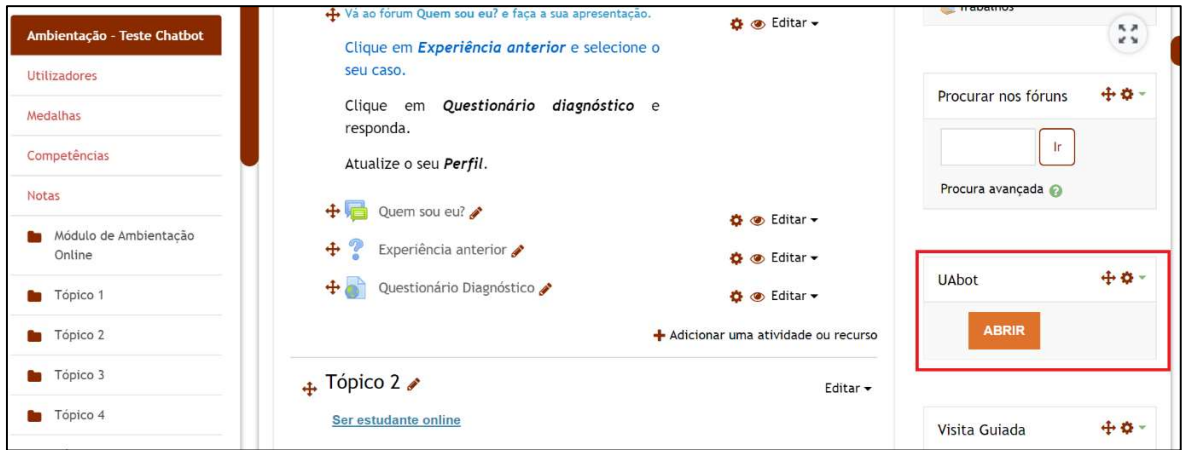 Ambientação - Teste Chatbot
Utilizadores
Medalhas
Competências
Notas
Módulo de Ambientação
Online
Tópico 1
Tópico 2
Tópico 3
Tópico 4
Vá ao fórum Quem sou eu? e faça a sua apresentação.
Editar
Clique em Experiência anterior e selecione o
seu caso.
Clique em Questionário diagnóstico e
responda.
Atualize o seu Perfil.
Quem sou eu?
Editar
Experiência anterior
Editar
Questionário Diagnóstico
Editar
Adicionar uma atividade ou recurso
Tópico 2
Editar
Ser estudante online
Trabalhos
Procurar nos fóruns
Ir
Procura avançada
UAbot
ABRIR
Visita Guiada